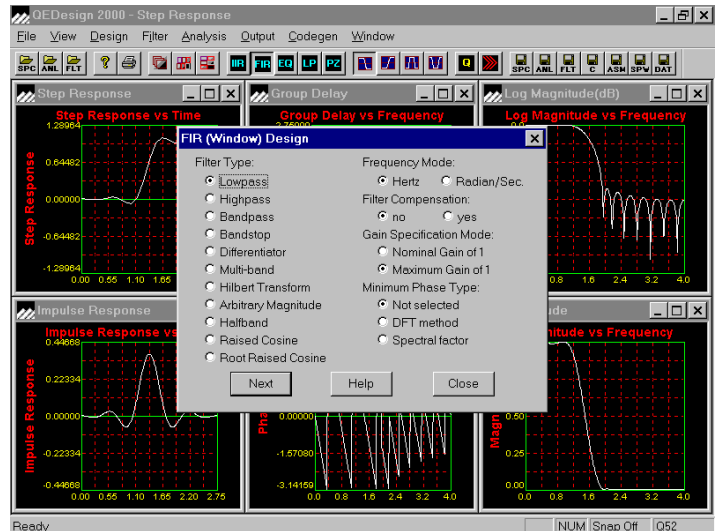 QEDesign 2000 - Step Response
File View Design Filter Analysis Output Codegen Window
SPC ANL FLT ? IIR FIR EQ LP PZ Q SPC ANL FLT C ASM SPW DAT
Step Response
Step Response vs Time
Step Response
1.28964
0.64482
0.00000
-0.64482
-1.28964
0.00 0.55 1.10 1.65
Group Delay
Group Delay vs Frequency
Log Magnitude(dB)
Log Magnitude vs Frequency
0.8 1.6 2.4 3.2 4.0
FIR (Window) Design
Filter Type:
Lowpass
Highpass
Bandpass
Bandstop
Differentiator
Multi-band
Hilbert Transform
Arbitrary Magnitude
Halfband
Raised Cosine
Root Raised Cosine
Frequency Mode:
Hertz Radian/Sec.
Filter Compensation:
no yes
Gain Specification Mode:
Nominal Gain of 1
Maximum Gain of 1
Minimum Phase Type:
Not selected
DFT method
Spectral factor
Next Help Close
Impulse Response
Impulse Response vs
Impulse Response
0.44668
0.22334
0.00000
-0.22334
-0.44668
0.00 0.55 1.10 1.65 2.20 2.75
Pha
0.00000
-1.57080
-3.14159
0.0 0.8 1.6 2.4 3.2 4.0
ude
nitude vs Frequency
Magn
0.50
0.25
0.00
0.0 0.8 1.6 2.4 3.2 4.0
Ready NUM Snap Off Q52